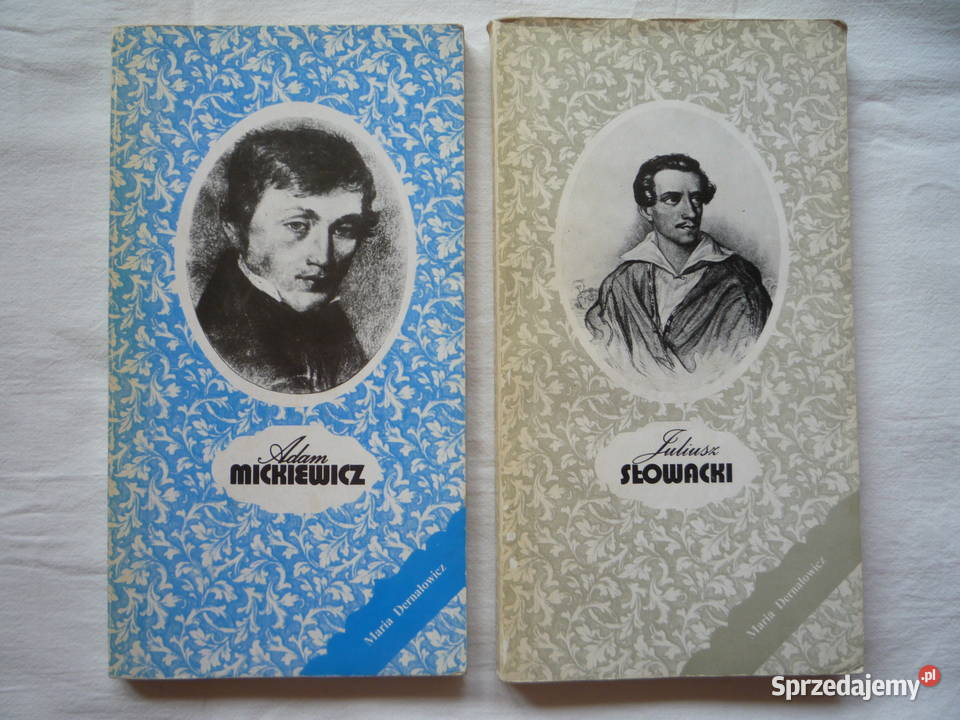 Adam
MICKIEWICZ
Maria Dernałowicz
Juliusz
SŁOWACKI
Maria Dernałowicz
Sprzedajemy.pl